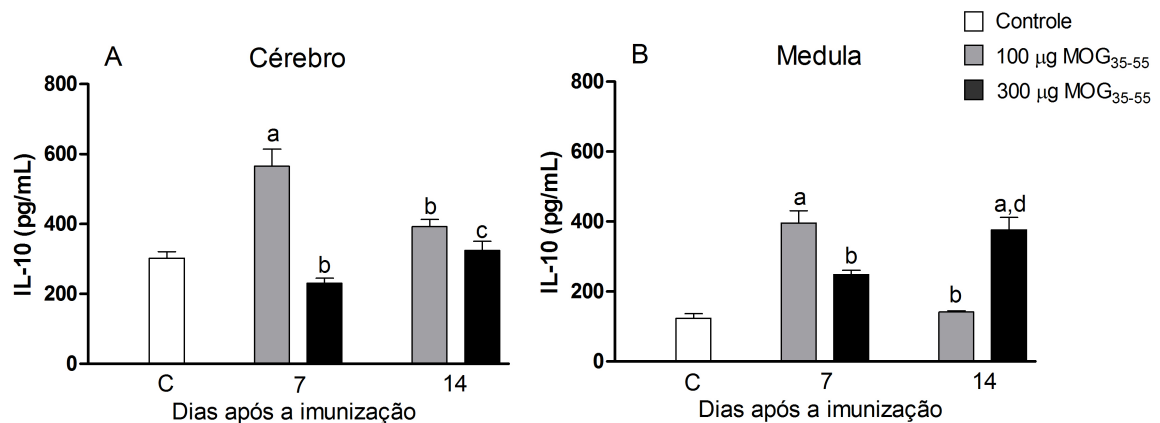 A
Cérebro
IL-10 (pg/mL)
800
600
400
200
0
a
b
b
c
C
7
14
Dias após a imunização
B
Medula
IL-10 (pg/mL)
800
600
400
200
0
a
b
b
a,d
C
7
14
Dias após a imunização
Controle
100 µg MOG35-55
300 µg MOG35-55